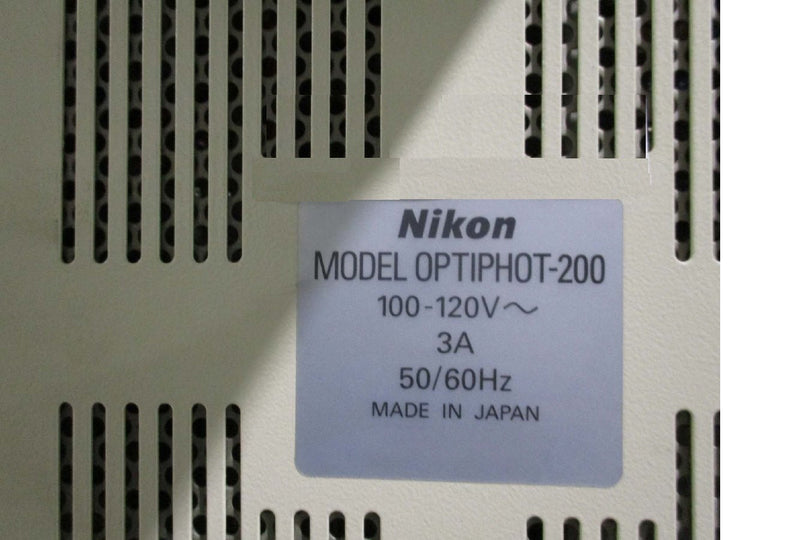 Nikon
MODEL OPTIPHOT-200
100-120V～
3A
50/60Hz
MADE IN JAPAN